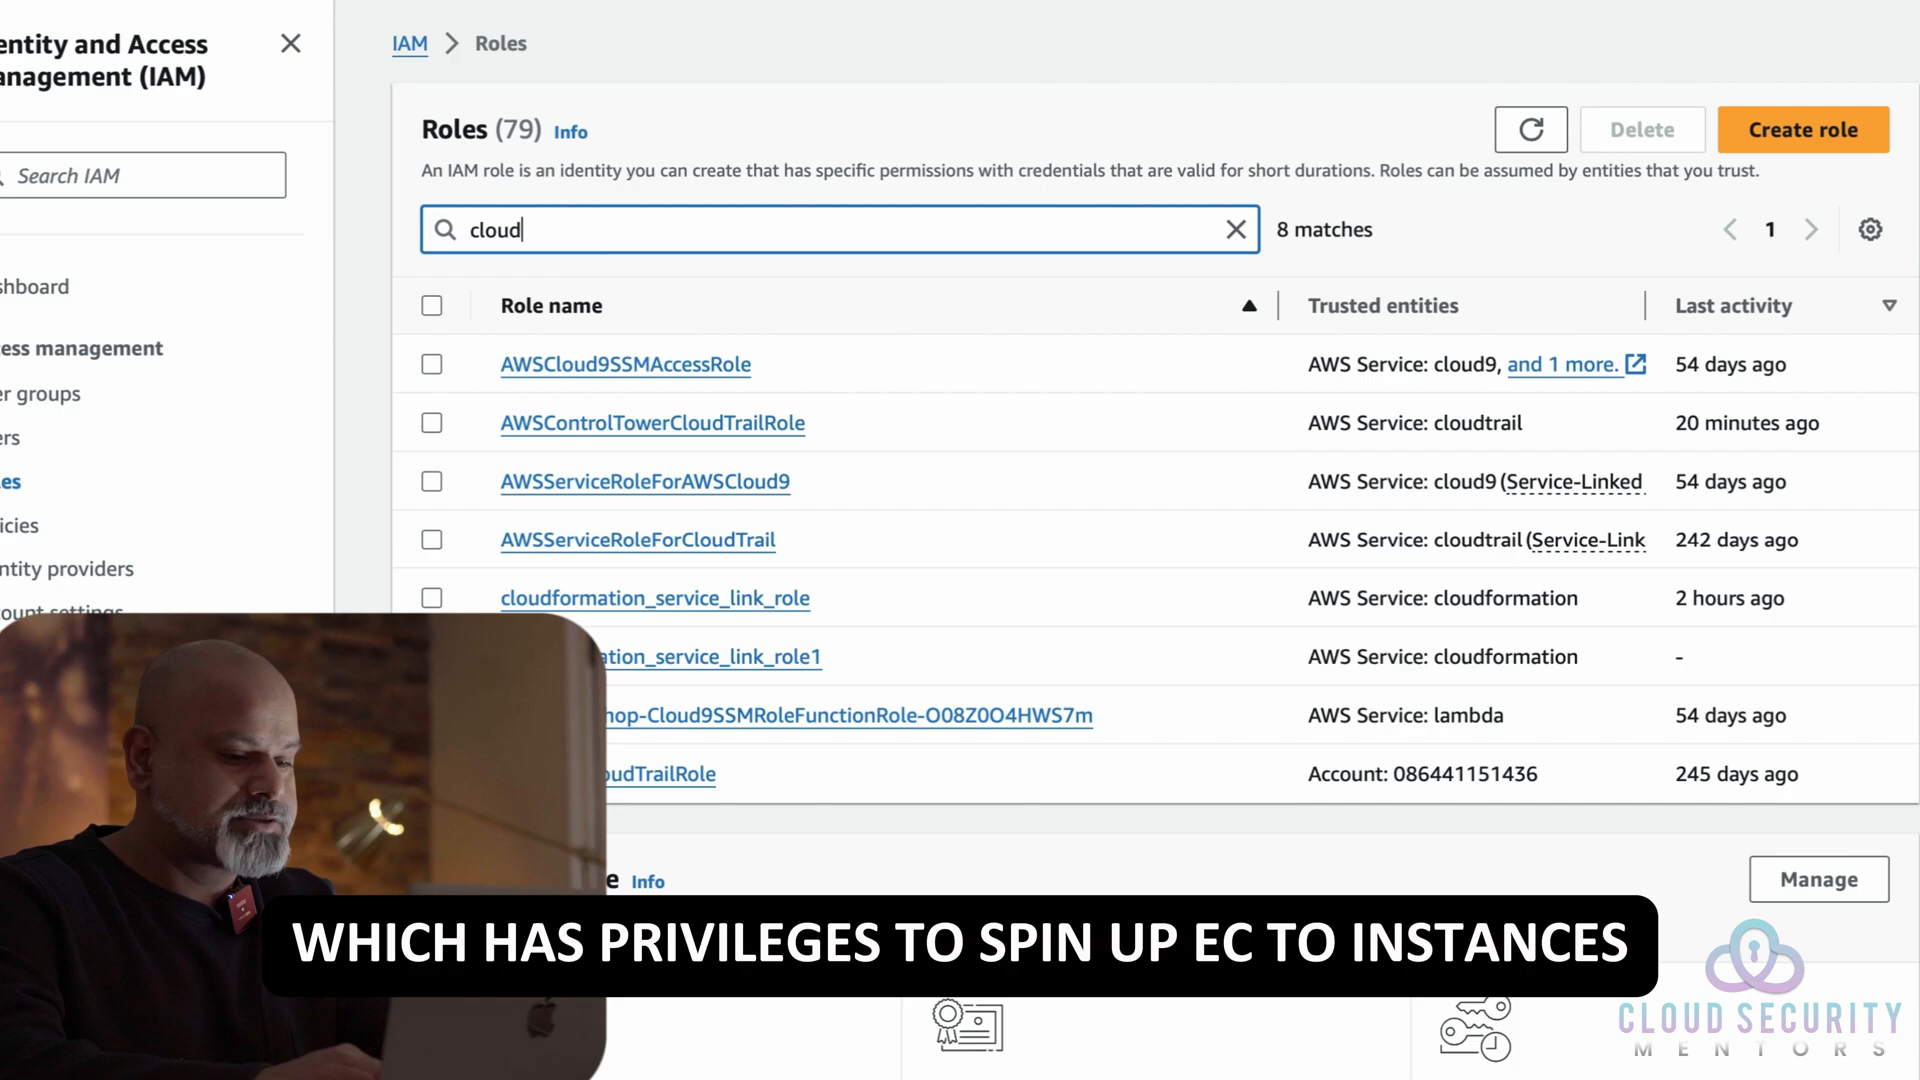 entity and Access
anagement (IAM)
Search IAM
shboard
ess management
er groups
ers
es
icies
ntity providers
ount settings
IAM > Roles
Roles (79) Info
Delete
Create role
An IAM role is an identity you can create that has specific permissions with credentials that are valid for short durations. Roles can be assumed by entities that you trust.
cloud
8 matches
1
Role name
Trusted entities
Last activity
AWSCloud9SSMAccessRole
AWS Service: cloud9, and 1 more.
54 days ago
AWSControlTowerCloudTrailRole
AWS Service: cloudtrail
20 minutes ago
AWSServiceRoleForAWSCloud9
AWS Service: cloud9 (Service-Linked
54 days ago
AWSServiceRoleForCloudTrail
AWS Service: cloudtrail (Service-Link
242 days ago
cloudformation_service_link_role
AWS Service: cloudformation
2 hours ago
ation_service_link_role1
AWS Service: cloudformation
-
hop-Cloud9SSMRoleFunctionRole-O08Z0O4HWS7m
AWS Service: lambda
54 days ago
oudTrailRole
Account: 086441151436
245 days ago
e Info
Manage
WHICH HAS PRIVILEGES TO SPIN UP EC TO INSTANCES
CLOUD SECURITY
MENTORS